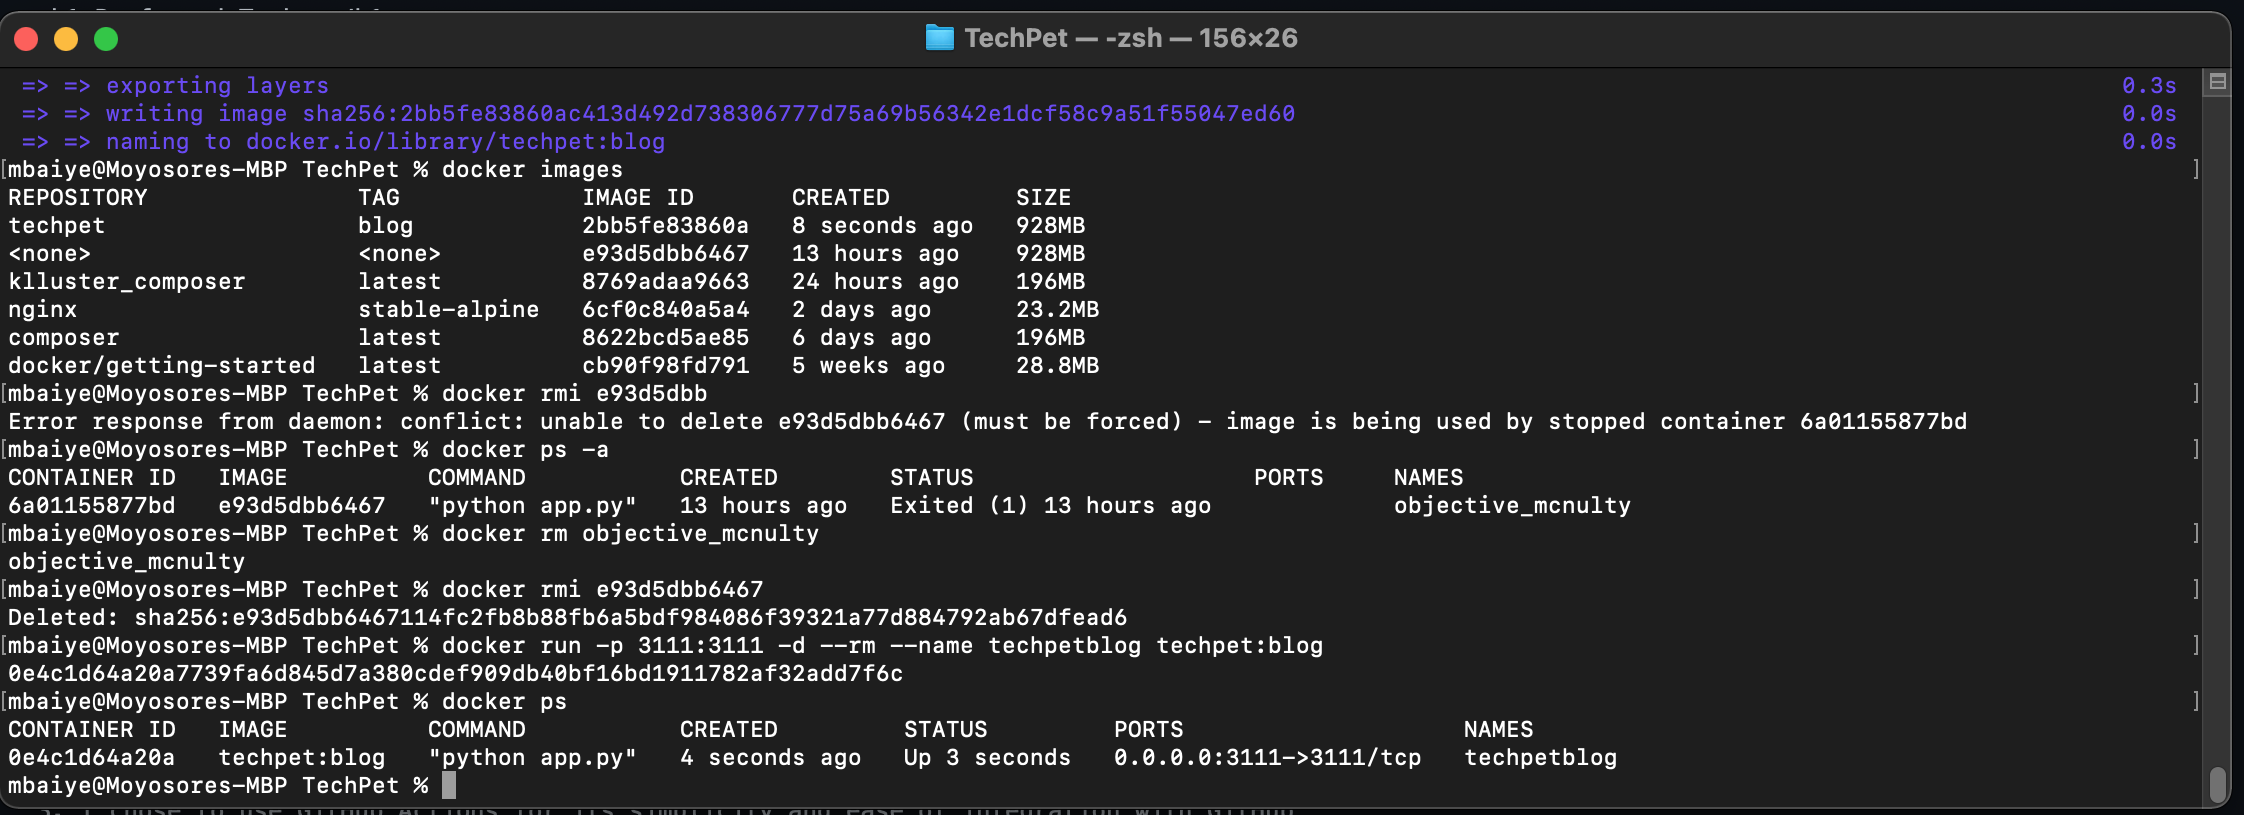 TechPet — -zsh — 156×26
=> => exporting layers 0.3s
=> => writing image sha256:2bb5fe83860ac413d492d738306777d75a69b56342e1dcf58c9a51f55047ed60 0.0s
=> => naming to docker.io/library/techpet:blog 0.0s
[mbaiye@Moyosores-MBP TechPet % docker images ]
REPOSITORY TAG IMAGE ID CREATED SIZE
techpet blog 2bb5fe83860a 8 seconds ago 928MB
<none> <none> e93d5dbb6467 13 hours ago 928MB
klluster_composer latest 8769adaa9663 24 hours ago 196MB
nginx stable-alpine 6cf0c840a5a4 2 days ago 23.2MB
composer latest 8622bcd5ae85 6 days ago 196MB
docker/getting-started latest cb90f98fd791 5 weeks ago 28.8MB
[mbaiye@Moyosores-MBP TechPet % docker rmi e93d5dbb ]
Error response from daemon: conflict: unable to delete e93d5dbb6467 (must be forced) - image is being used by stopped container 6a01155877bd
[mbaiye@Moyosores-MBP TechPet % docker ps -a ]
CONTAINER ID IMAGE COMMAND CREATED STATUS PORTS NAMES
6a01155877bd e93d5dbb6467 "python app.py" 13 hours ago Exited (1) 13 hours ago objective_mcnulty
[mbaiye@Moyosores-MBP TechPet % docker rm objective_mcnulty ]
objective_mcnulty
[mbaiye@Moyosores-MBP TechPet % docker rmi e93d5dbb6467 ]
Deleted: sha256:e93d5dbb6467114fc2fb8b88fb6a5bdf984086f39321a77d884792ab67dfead6
[mbaiye@Moyosores-MBP TechPet % docker run -p 3111:3111 -d --rm --name techpetblog techpet:blog ]
0e4c1d64a20a7739fa6d845d7a380cdef909db40bf16bd1911782af32add7f6c
[mbaiye@Moyosores-MBP TechPet % docker ps ]
CONTAINER ID IMAGE COMMAND CREATED STATUS PORTS NAMES
0e4c1d64a20a techpet:blog "python app.py" 4 seconds ago Up 3 seconds 0.0.0.0:3111->3111/tcp techpetblog
mbaiye@Moyosores-MBP TechPet %